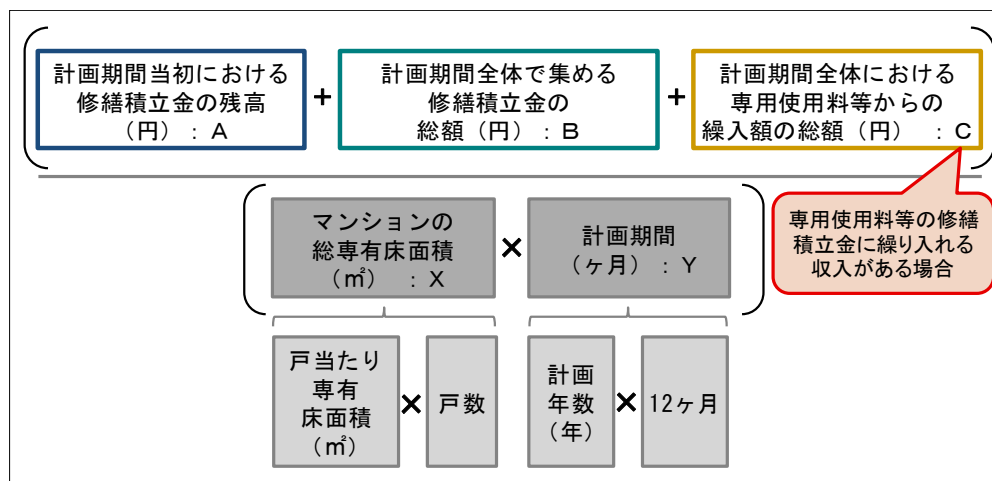 計画期間当初における
修繕積立金の残高
（円）：A
+
計画期間全体で集める
修繕積立金の
総額（円）：B
+
計画期間全体における
専用使用料等からの
繰入額の総額（円）：C
マンションの
総専有床面積
（㎡）：X
×
計画期間
（ヶ月）：Y
専用使用料等の修繕
積立金に繰り入れる
収入がある場合
戸当たり
専有
床面積
（㎡）
×
戸数
計画
年数
（年）
×
12ヶ月